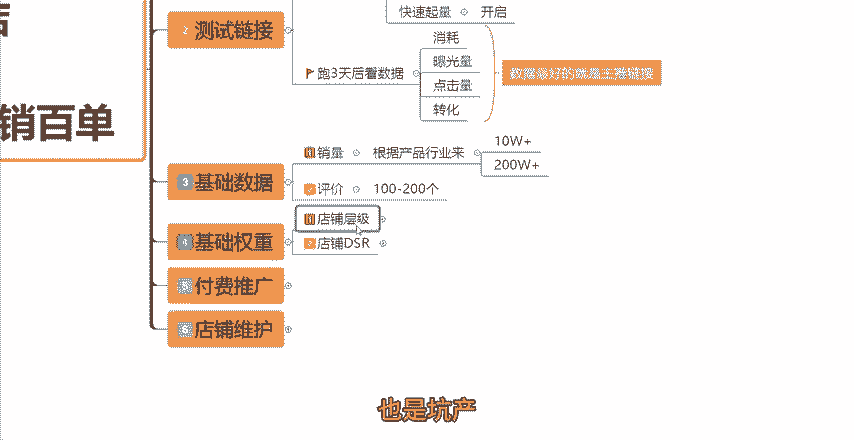 快速起量
开启
2 测试链接
消耗
跑3天后看数据
曝光量
点击量
转化
数据最好的就是主推链接
销百单
销量
根据产品行业来
10W+
200W+
3 基础数据
评价
100-200个
店铺层级
4 基础权重
店铺DSR
5 付费推广
6 店铺维护
也是坑产